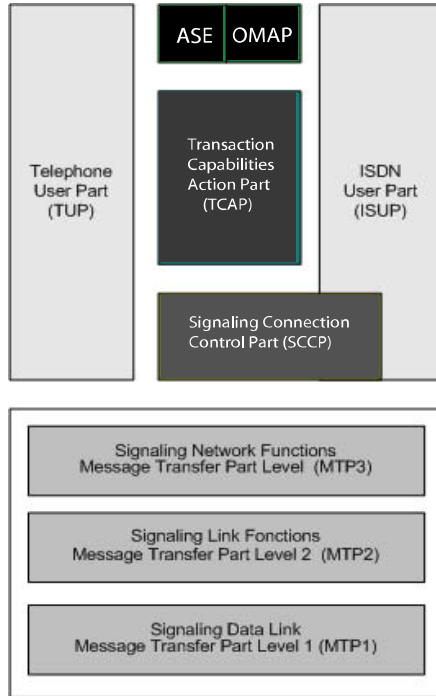 ASE OMAP
Telephone
User Part
(TUP)
Transaction
Capabilities
Action Part
(TCAP)
ISDN
User Part
(ISUP)
Signaling Connection
Control Part (SCCP)
Signaling Network Functions
Message Transfer Part Level (MTP3)
Signaling Link Fonctions
Message Transfer Part Level 2 (MTP2)
Signaling Data Link
Message Transfer Part Level 1 (MTP1)